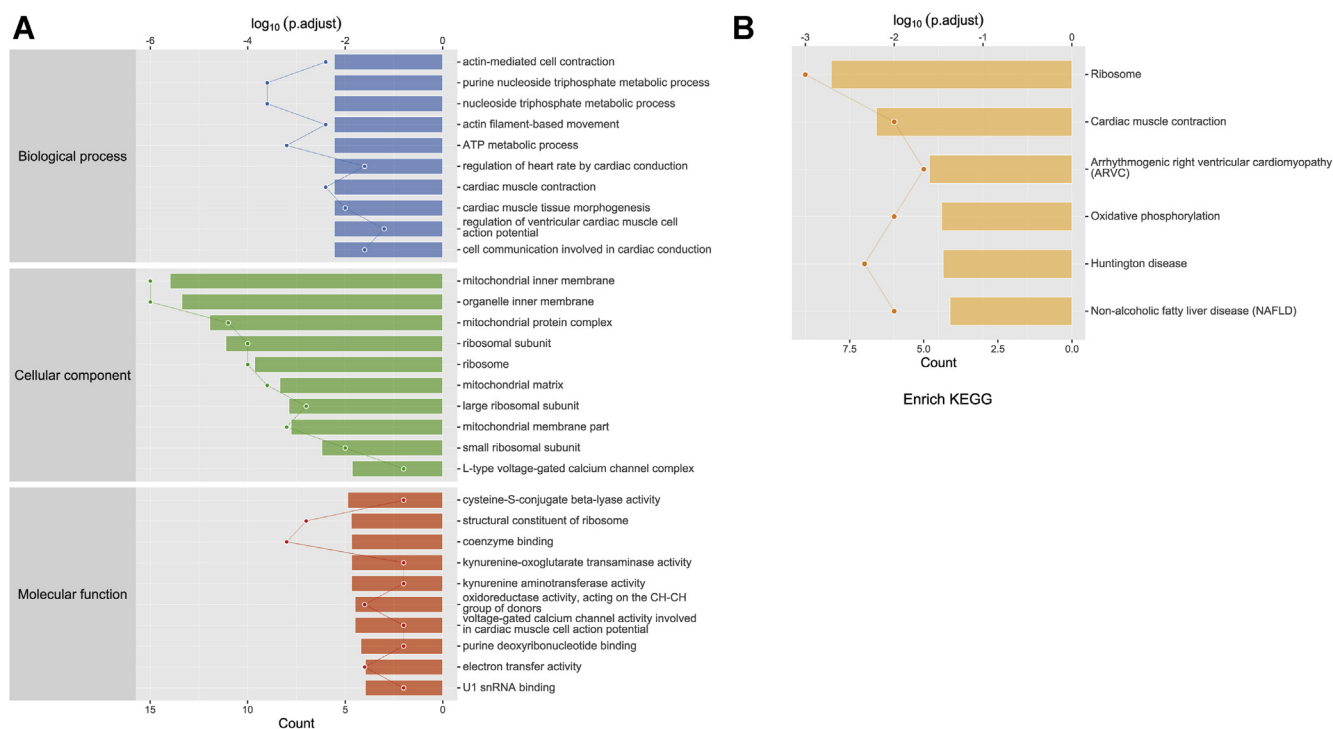 A
log10 (p.adjust)
-6 -4 -2 0
Biological process
actin-mediated cell contraction
purine nucleoside triphosphate metabolic process
nucleoside triphosphate metabolic process
actin filament-based movement
ATP metabolic process
regulation of heart rate by cardiac conduction
cardiac muscle contraction
cardiac muscle tissue morphogenesis
regulation of ventricular cardiac muscle cell
action potential
cell communication involved in cardiac conduction
Cellular component
mitochondrial inner membrane
organelle inner membrane
mitochondrial protein complex
ribosomal subunit
ribosome
mitochondrial matrix
large ribosomal subunit
mitochondrial membrane part
small ribosomal subunit
L-type voltage-gated calcium channel complex
Molecular function
cysteine-S-conjugate beta-lyase activity
structural constituent of ribosome
coenzyme binding
kynurenine-oxoglutarate transaminase activity
kynurenine aminotransferase activity
oxidoreductase activity, acting on the CH-CH
group of donors
voltage-gated calcium channel activity involved
in cardiac muscle cell action potential
purine deoxyribonucleotide binding
electron transfer activity
U1 snRNA binding
15 10 5 0
Count
B
log10 (p.adjust)
-3 -2 -1 0
Ribosome
Cardiac muscle contraction
Arrhythmogenic right ventricular cardiomyopathy
(ARVC)
Oxidative phosphorylation
Huntington disease
Non-alcoholic fatty liver disease (NAFLD)
7.5 5.0 2.5 0.0
Count
Enrich KEGG